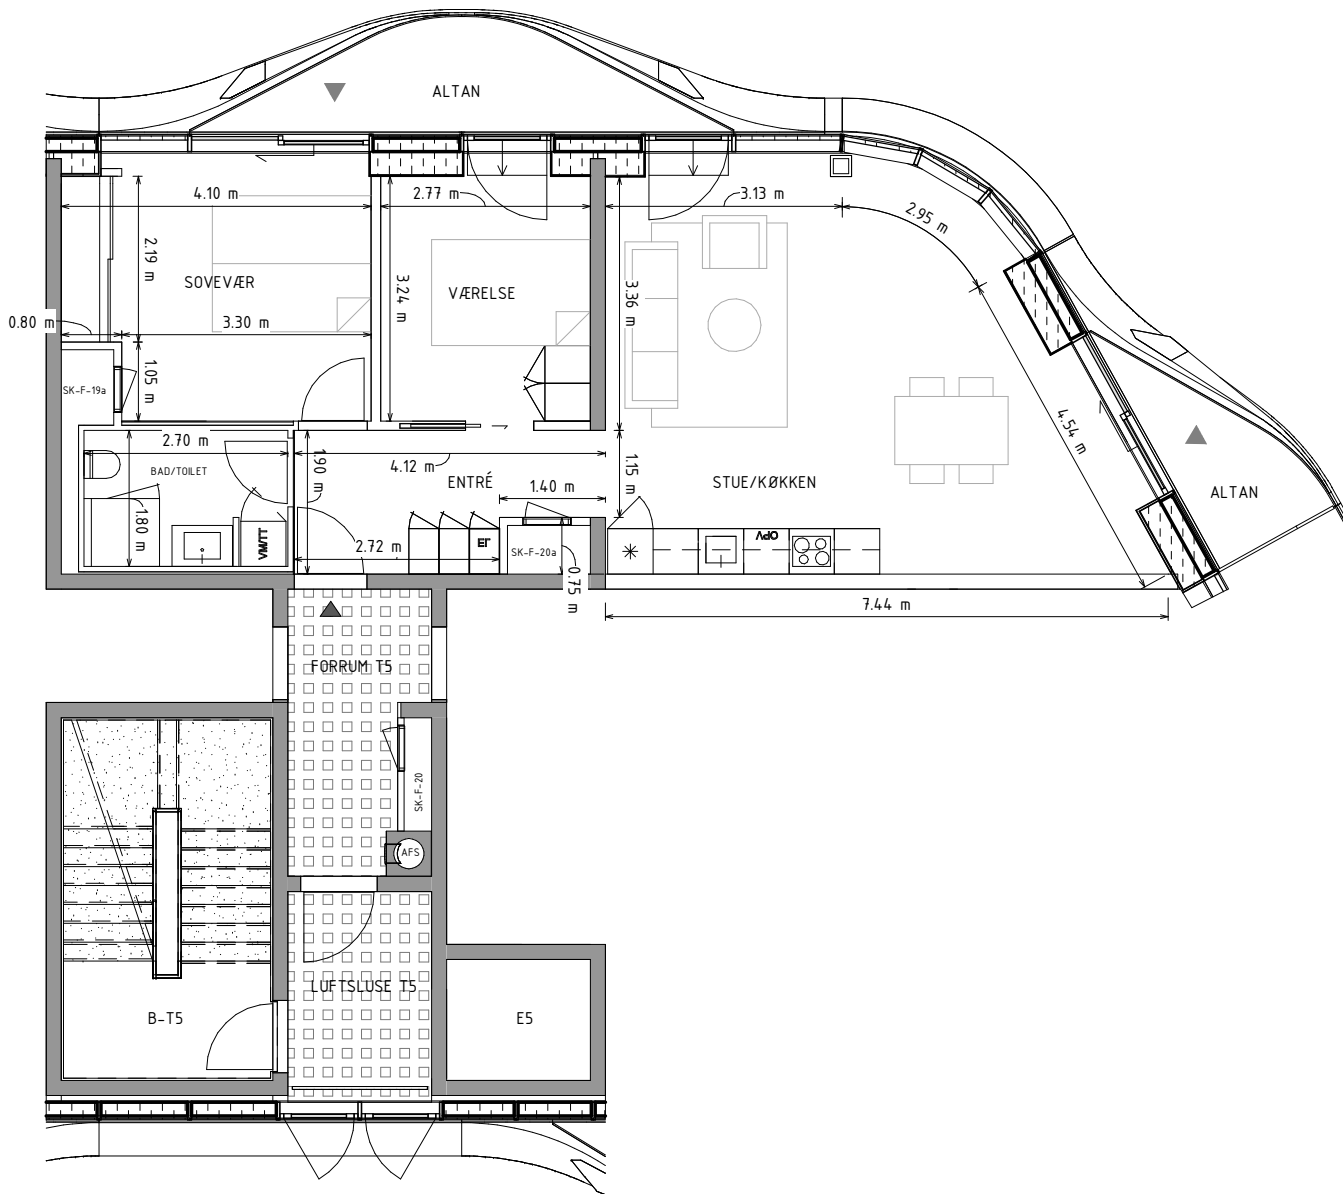 ALTAN
4.10 m
2.77 m
3.13 m
2.95 m
2.19 m
SOVEVÆR
3.24 m
VÆRELSE
3.36 m
0.80 m
3.30 m
1.05 m
SK-F-19a
4.54 m
2.70 m
BAD/TOILET
1.90 m
4.12 m
ENTRÉ
1.40 m
1.15 m
STUE/KØKKEN
ALTAN
1.80 m
VM/TT
2.72 m
EL
SK-F-20a
0.75 m
OPV
7.44 m
FORRUM T5
SK-F-20
AFS
LUFTSLUSE T5
B-T5
E5